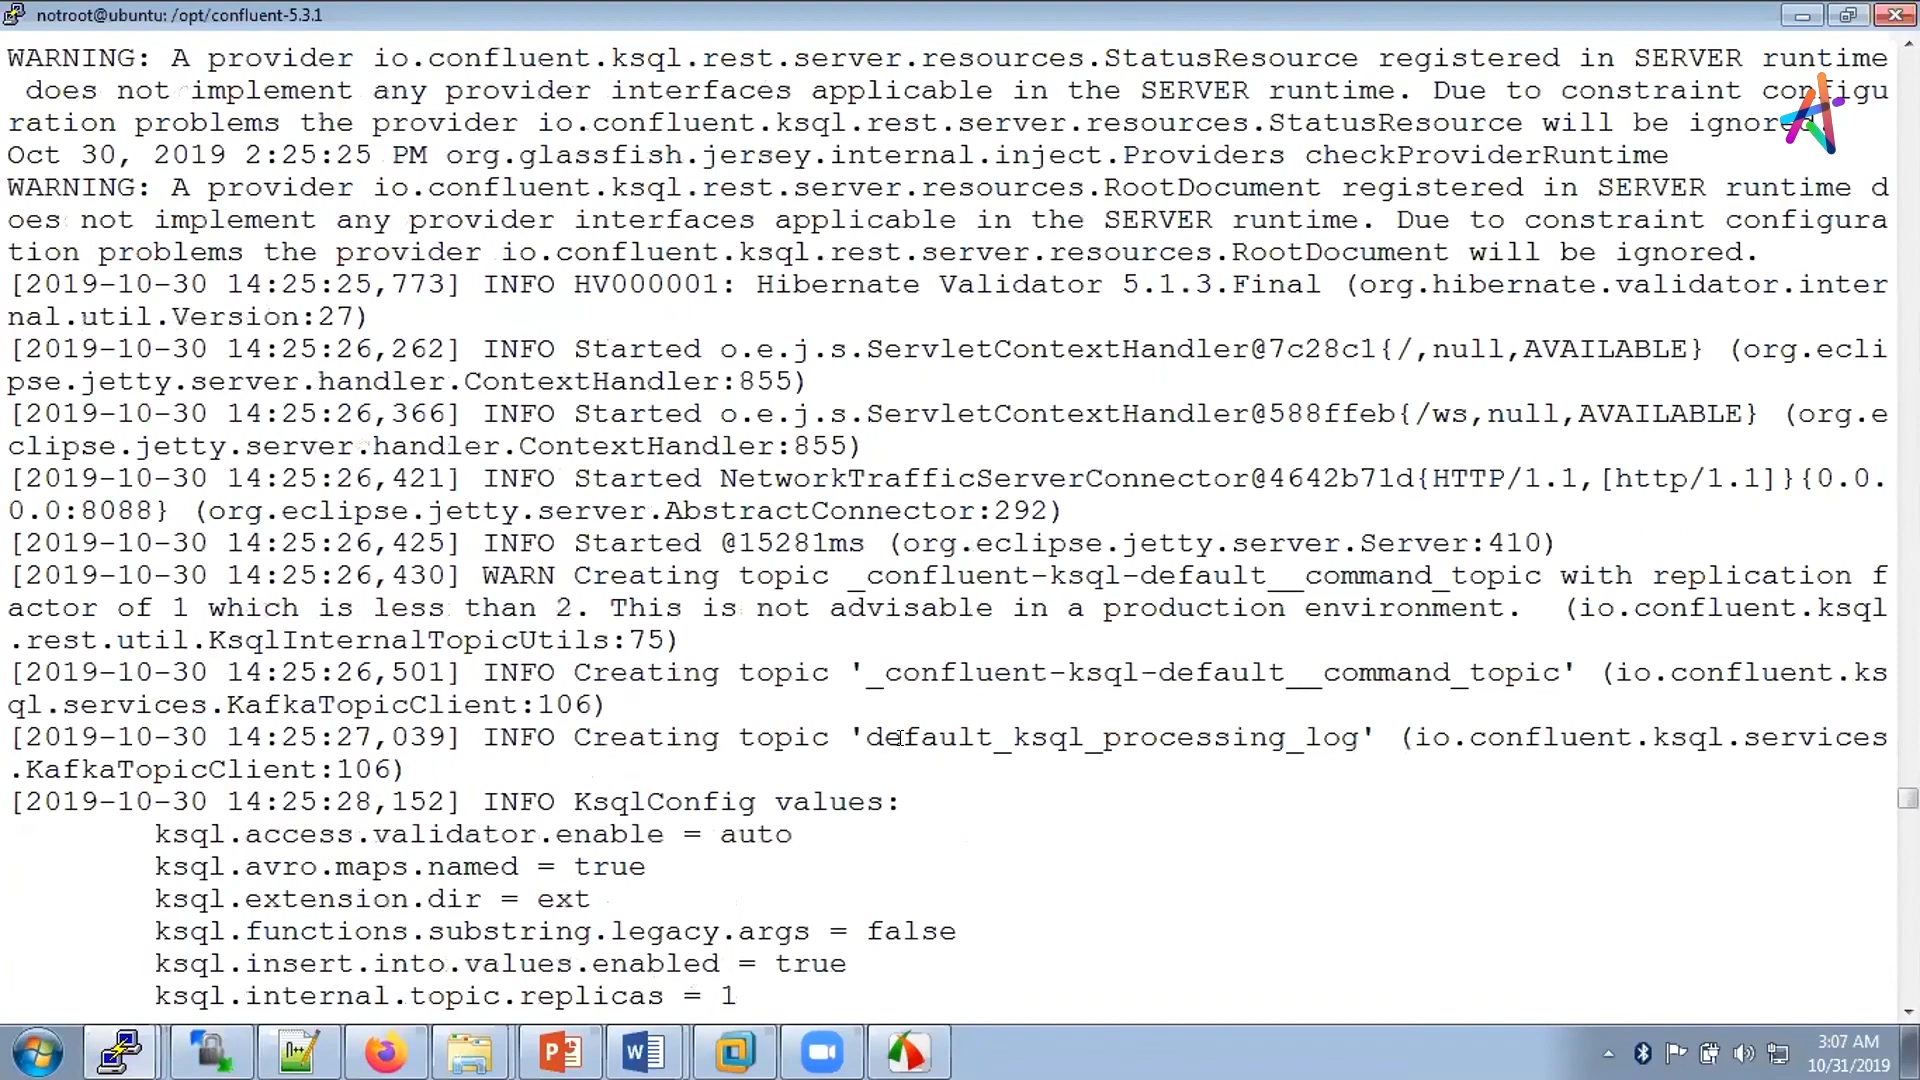 notroot@ubuntu: /opt/confluent-5.3.1
WARNING: A provider io.confluent.ksql.rest.server.resources.StatusResource registered in SERVER runtime
 does not implement any provider interfaces applicable in the SERVER runtime. Due to constraint configu
ration problems the provider io.confluent.ksql.rest.server.resources.StatusResource will be ignored.
Oct 30, 2019 2:25:25 PM org.glassfish.jersey.internal.inject.Providers checkProviderRuntime
WARNING: A provider io.confluent.ksql.rest.server.resources.RootDocument registered in SERVER runtime d
oes not implement any provider interfaces applicable in the SERVER runtime. Due to constraint configura
tion problems the provider io.confluent.ksql.rest.server.resources.RootDocument will be ignored.
[2019-10-30 14:25:25,773] INFO HV000001: Hibernate Validator 5.1.3.Final (org.hibernate.validator.inter
nal.util.Version:27)
[2019-10-30 14:25:26,262] INFO Started o.e.j.s.ServletContextHandler@7c28c1{/,null,AVAILABLE} (org.ecli
pse.jetty.server.handler.ContextHandler:855)
[2019-10-30 14:25:26,366] INFO Started o.e.j.s.ServletContextHandler@588ffeb{/ws,null,AVAILABLE} (org.e
clipse.jetty.server.handler.ContextHandler:855)
[2019-10-30 14:25:26,421] INFO Started NetworkTrafficServerConnector@4642b71d{HTTP/1.1,[http/1.1]}{0.0.
0.0:8088} (org.eclipse.jetty.server.AbstractConnector:292)
[2019-10-30 14:25:26,425] INFO Started @15281ms (org.eclipse.jetty.server.Server:410)
[2019-10-30 14:25:26,430] WARN Creating topic _confluent-ksql-default__command_topic with replication f
actor of 1 which is less than 2. This is not advisable in a production environment.  (io.confluent.ksql
.rest.util.KsqlInternalTopicUtils:75)
[2019-10-30 14:25:26,501] INFO Creating topic '_confluent-ksql-default__command_topic' (io.confluent.ks
ql.services.KafkaTopicClient:106)
[2019-10-30 14:25:27,039] INFO Creating topic 'default_ksql_processing_log' (io.confluent.ksql.services
.KafkaTopicClient:106)
[2019-10-30 14:25:28,152] INFO KsqlConfig values:
        ksql.access.validator.enable = auto
        ksql.avro.maps.named = true
        ksql.extension.dir = ext
        ksql.functions.substring.legacy.args = false
        ksql.insert.into.values.enabled = true
        ksql.internal.topic.replicas = 1
3:07 AM
10/31/2019